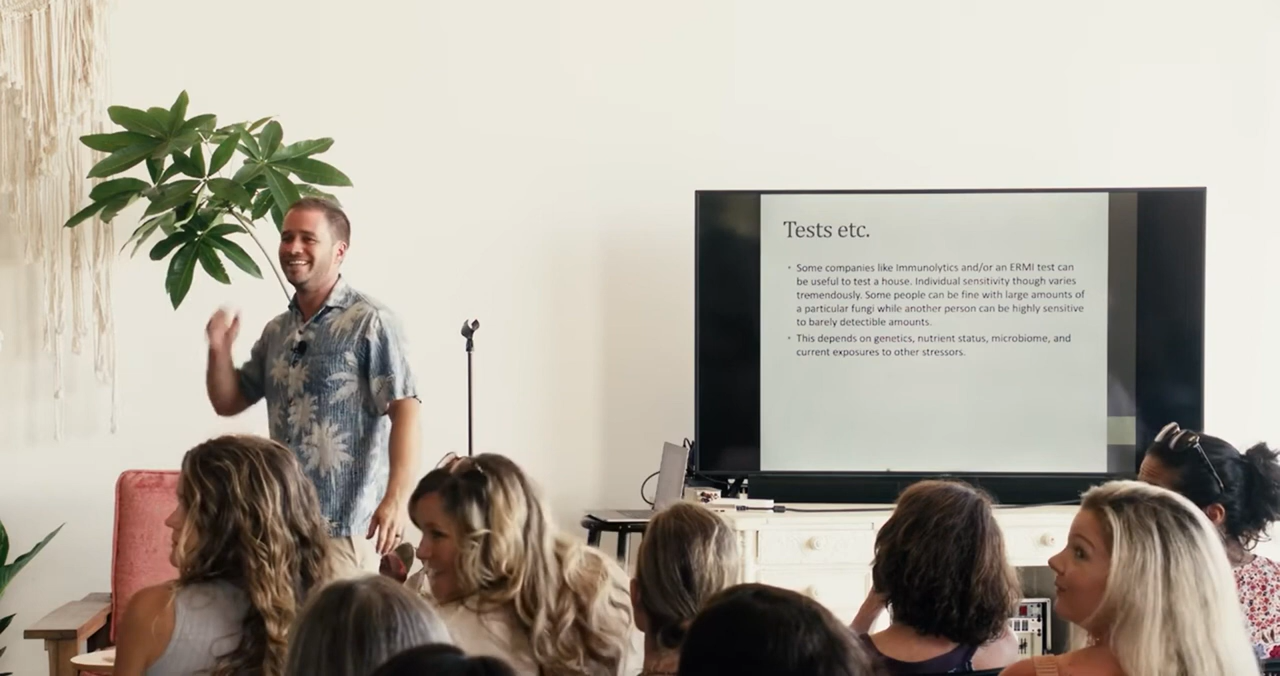 Tests etc.
• Some companies like Immunolytics and/or an ERMI test can
be useful to test a house. Individual sensitivity though varies
tremendously. Some people can be fine with large amounts of
a particular fungi while another person can be highly sensitive
to barely detectible amounts.
• This depends on genetics, nutrient status, microbiome, and
current exposures to other stressors.